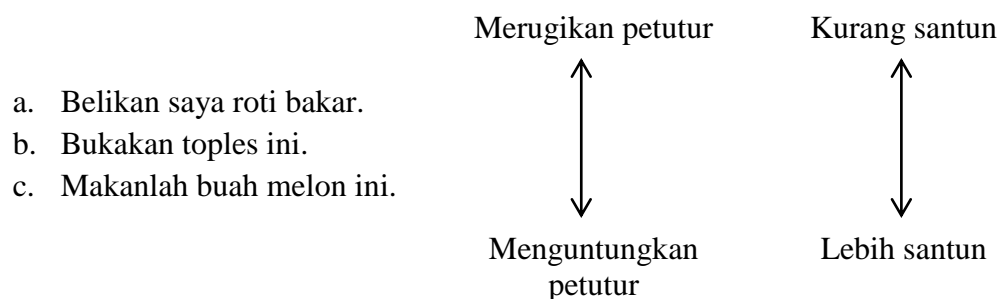 Merugikan petutur Kurang santun
a. Belikan saya roti bakar.
b. Bukakan toples ini.
c. Makanlah buah melon ini.
Menguntungkan petutur Lebih santun